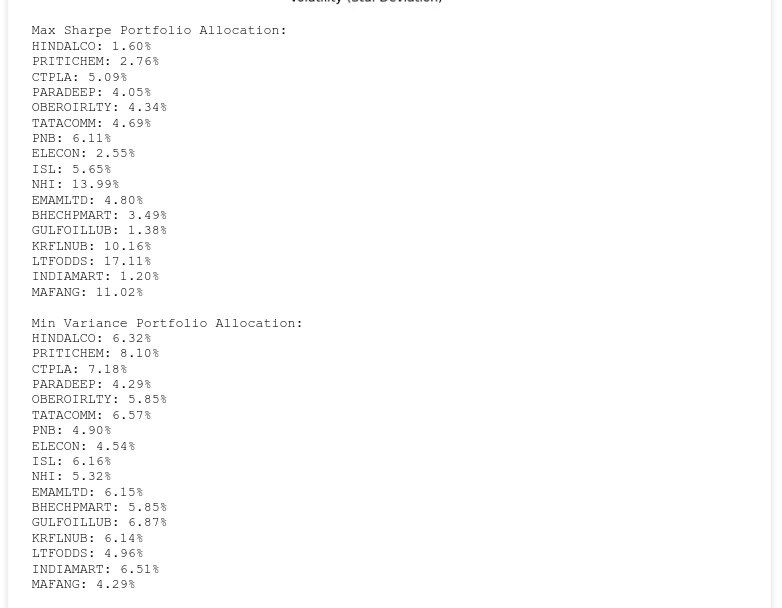 Max Sharpe Portfolio Allocation:
HINDALCO: 1.60%
PRITICHEM: 2.76%
CTPLA: 5.09%
PARADEEP: 4.05%
OBEROIRLTY: 4.34%
TATACOMM: 4.69%
PNB: 6.11%
ELECON: 2.55%
ISL: 5.65%
NHI: 13.99%
EMAMLTD: 4.80%
BHECHPMART: 3.49%
GULFOILLUB: 1.38%
KRFLNUB: 10.16%
LTFODDS: 17.11%
INDIAMART: 1.20%
MAFANG: 11.02%
Min Variance Portfolio Allocation:
HINDALCO: 6.32%
PRITICHEM: 8.10%
CTPLA: 7.18%
PARADEEP: 4.29%
OBEROIRLTY: 5.85%
TATACOMM: 6.57%
PNB: 4.90%
ELECON: 4.54%
ISL: 6.16%
NHI: 5.32%
EMAMLTD: 6.15%
BHECHPMART: 5.85%
GULFOILLUB: 6.87%
KRFLNUB: 6.14%
LTFODDS: 4.96%
INDIAMART: 6.51%
MAFANG: 4.29%